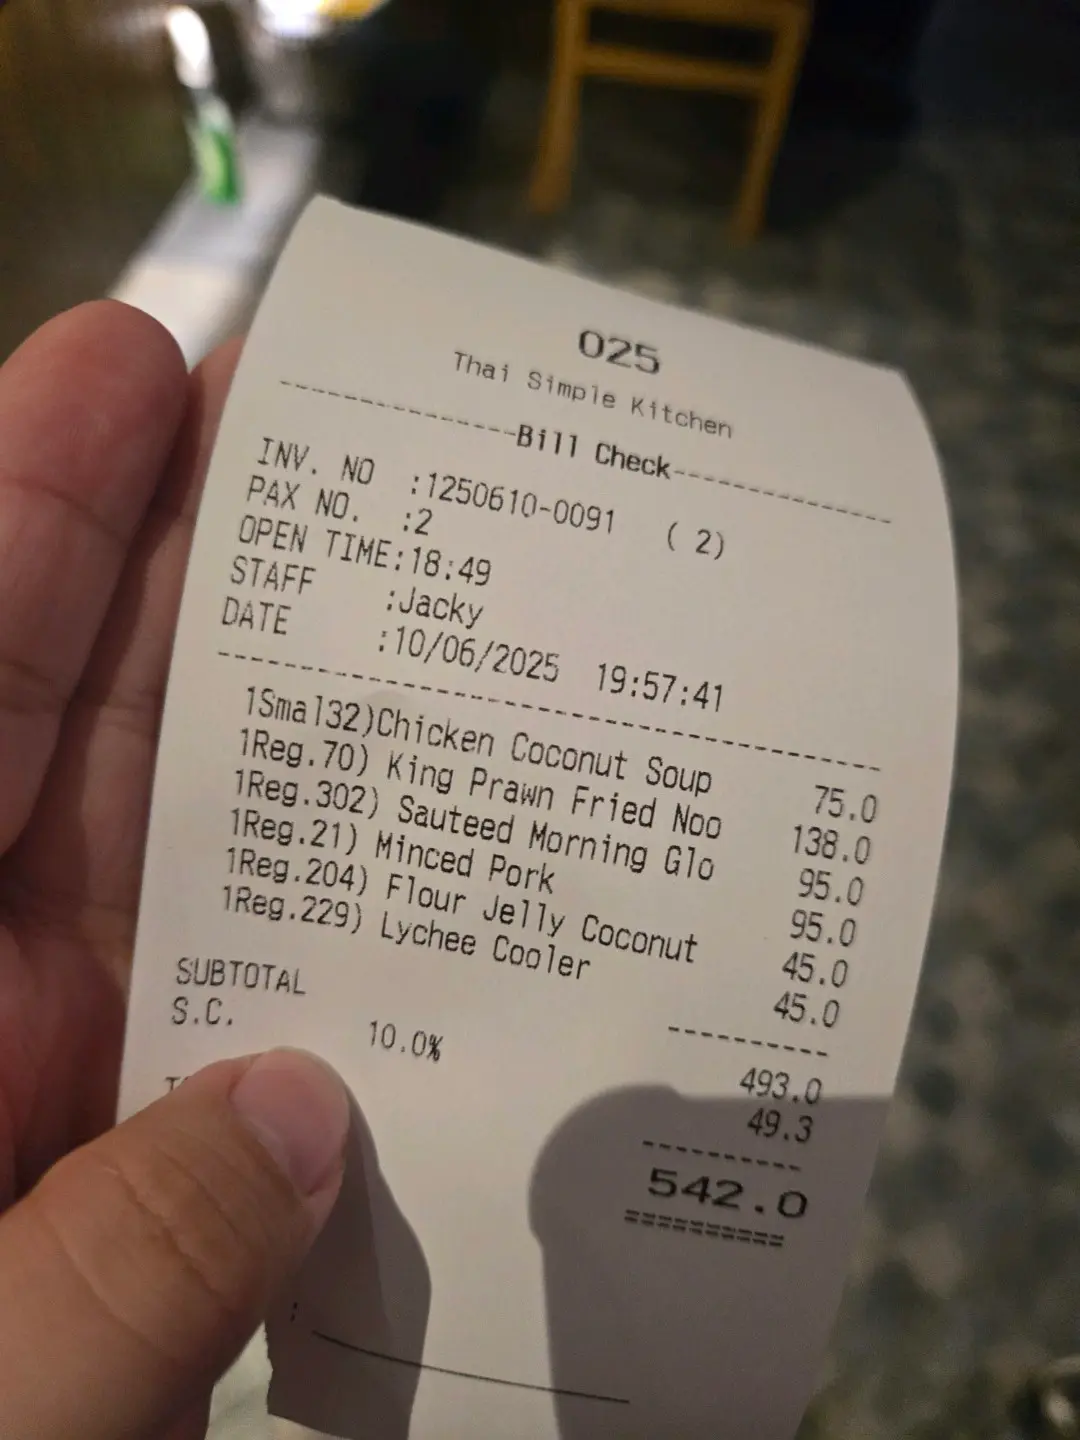 025
Thai Simple Kitchen
---------------Bill Check---------------
INV. NO :1250610-0091 ( 2)
PAX NO. :2
OPEN TIME:18:49
STAFF :Jacky
DATE :10/06/2025 19:57:41
1Smal32)Chicken Coconut Soup 75.0
1Reg.70) King Prawn Fried Noo 138.0
1Reg.302) Sauteed Morning Glo 95.0
1Reg.21) Minced Pork 95.0
1Reg.204) Flour Jelly Coconut 45.0
1Reg.229) Lychee Cooler 45.0
SUBTOTAL 493.0
S.C. 10.0% 49.3
542.0